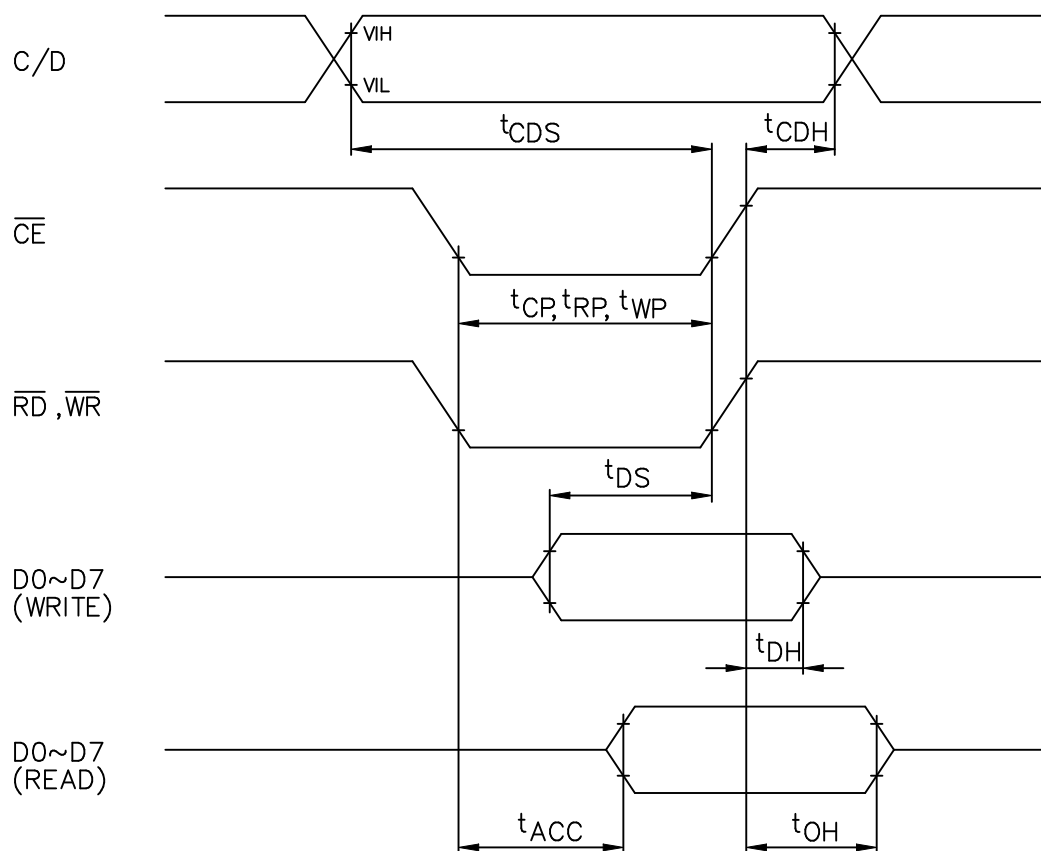 VIH
C/D
VIL
tCDS
tCDH
CE
tCP, tRP, tWP
RD ,WR
tDS
D0~D7
(WRITE)
tDH
D0~D7
(READ)
tACC
tOH